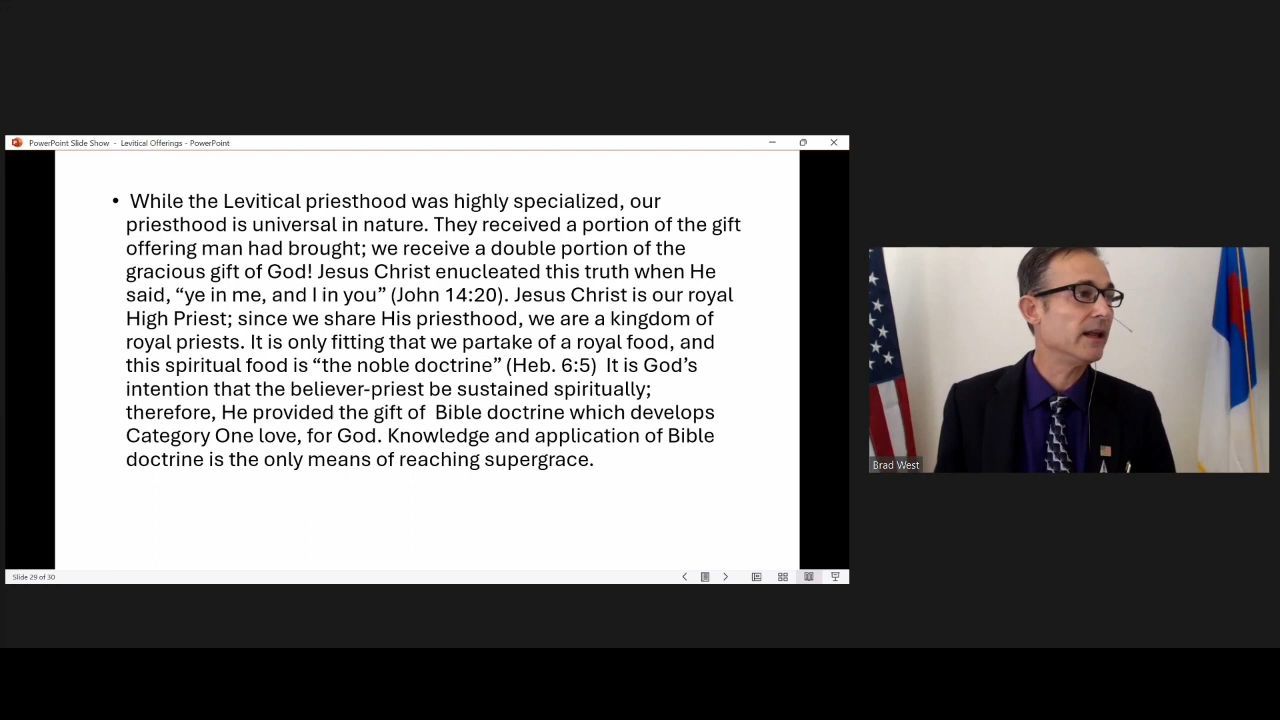 PowerPoint Slide Show - Levitical Offerings - PowerPoint
• While the Levitical priesthood was highly specialized, our
priesthood is universal in nature. They received a portion of the gift
offering man had brought; we receive a double portion of the
gracious gift of God! Jesus Christ enucleated this truth when He
said, “ye in me, and I in you” (John 14:20). Jesus Christ is our royal
High Priest; since we share His priesthood, we are a kingdom of
royal priests. It is only fitting that we partake of a royal food, and
this spiritual food is “the noble doctrine” (Heb. 6:5)  It is God’s
intention that the believer-priest be sustained spiritually;
therefore, He provided the gift of  Bible doctrine which develops
Category One love, for God. Knowledge and application of Bible
doctrine is the only means of reaching supergrace.
Slide 29 of 30
Brad West